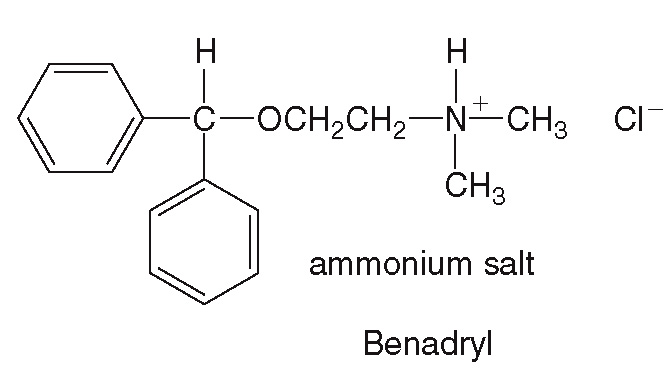 H H
C—OCH₂CH₂—N⁺—CH₃ Cl⁻
CH₃
ammonium salt
Benadryl